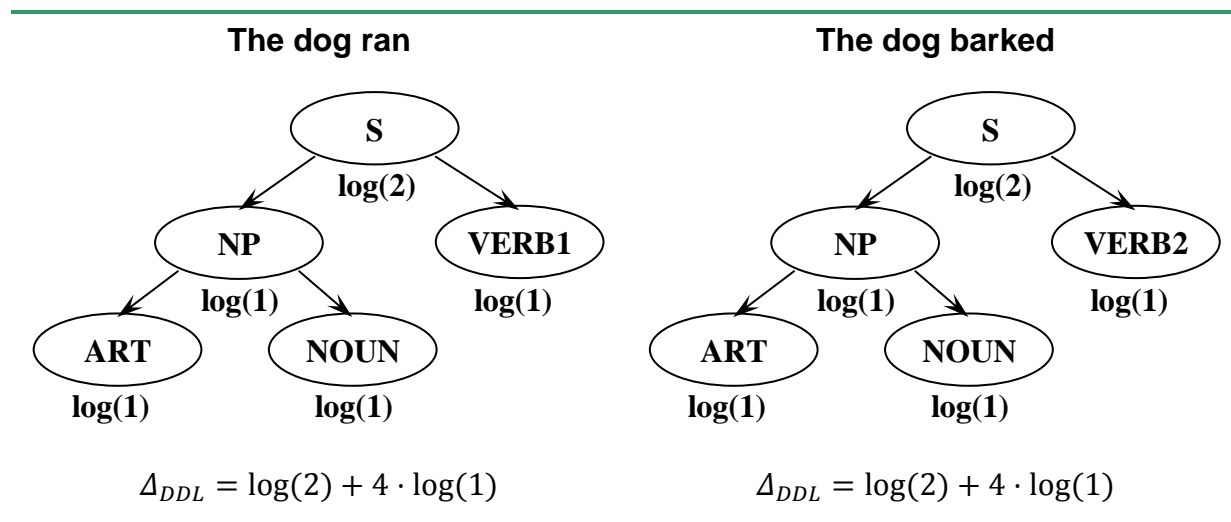 The dog ran
S
log(2)
NP
VERB1
log(1)
log(1)
ART
NOUN
log(1)
log(1)
𝛥𝐷𝐷𝐿 = log(2) + 4 · log(1)
The dog barked
S
log(2)
NP
VERB2
log(1)
log(1)
ART
NOUN
log(1)
log(1)
𝛥𝐷𝐷𝐿 = log(2) + 4 · log(1)